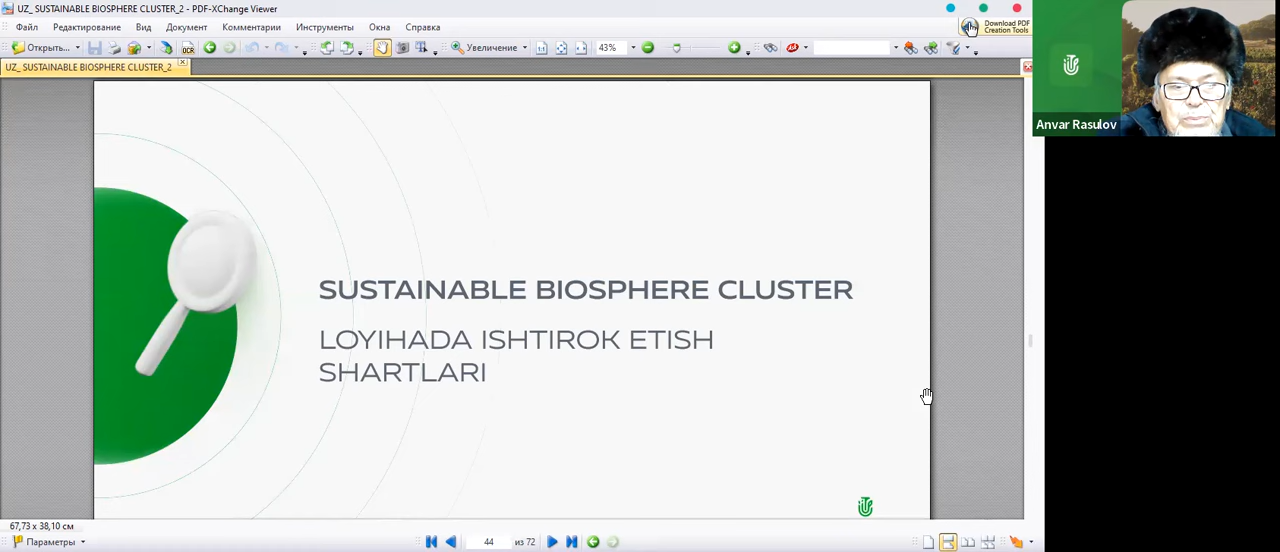 UZ_ SUSTAINABLE BIOSPHERE CLUSTER_2 - PDF-XChange Viewer
Файл Редактирование Вид Документ Комментарии Инструменты Окна Справка
Download PDF
Creation Tools
Открыть... OCR Увеличение 43%
UZ_ SUSTAINABLE BIOSPHERE CLUSTER_2
Anvar Rasulov
SUSTAINABLE BIOSPHERE CLUSTER
LOYIHADA ISHTIROK ETISH
SHARTLARI
67,73 x 38,10 см
Параметры 44 из 72